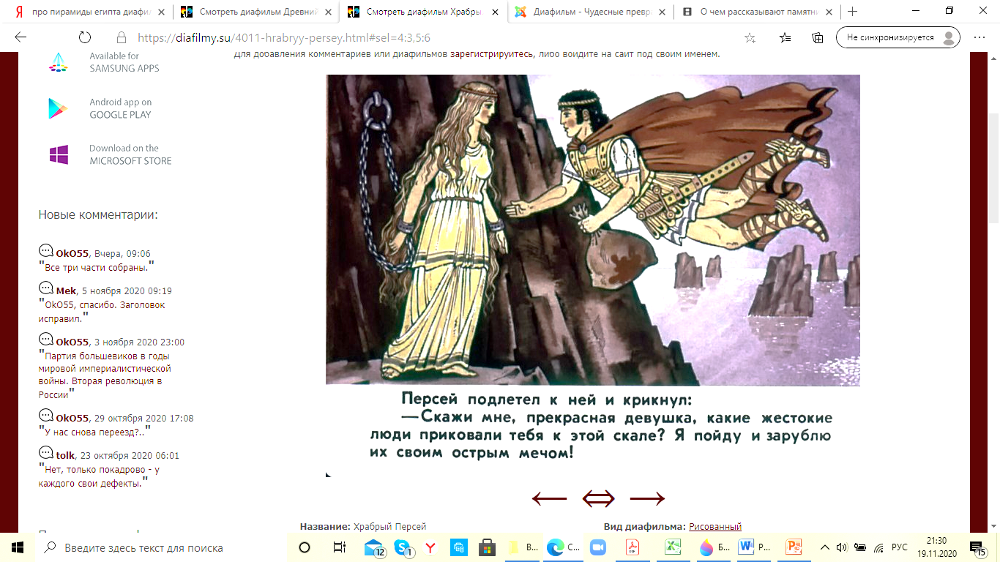 про пирамиды египта диафил
Смотреть диафильм Древний
Смотреть диафильм Храбры
Диафильм - Чудесные превр
О чем рассказывают памятни
https://diafilmy.su/4011-hrabryy-persey.html#sel=4:3,5:6
Не синхронизируется
Для добавления комментариев или диафильмов зарегистрируйтесь, либо войдите на сайт под своим именем.
Available for
SAMSUNG APPS
Android app on
GOOGLE PLAY
Download on the
MICROSOFT STORE
Новые комментарии:
OkO55, Вчера, 09:06
"Все три части собраны."
Mek, 5 ноября 2020 09:19
"OkO55, спасибо. Заголовок
исправил."
OkO55, 3 ноября 2020 23:00
"Партия большевиков в годы
мировой империалистической
войны. Вторая революция в
России"
OkO55, 29 октября 2020 17:08
"У нас снова переезд?.."
tolk, 23 октября 2020 06:01
"Нет, только покадрово - у
каждого свои дефекты."
Персей подлетел к ней и крикнул:
—Скажи мне, прекрасная девушка, какие жестокие
люди приковали тебя к этой скале? Я пойду и зарублю
их своим острым мечом!
Название: Храбрый Персей
Вид диафильма: Рисованный
Введите здесь текст для поиска
12
1
В...
С...
Б...
Р...
Р...
РУС
21:30
19.11.2020
15